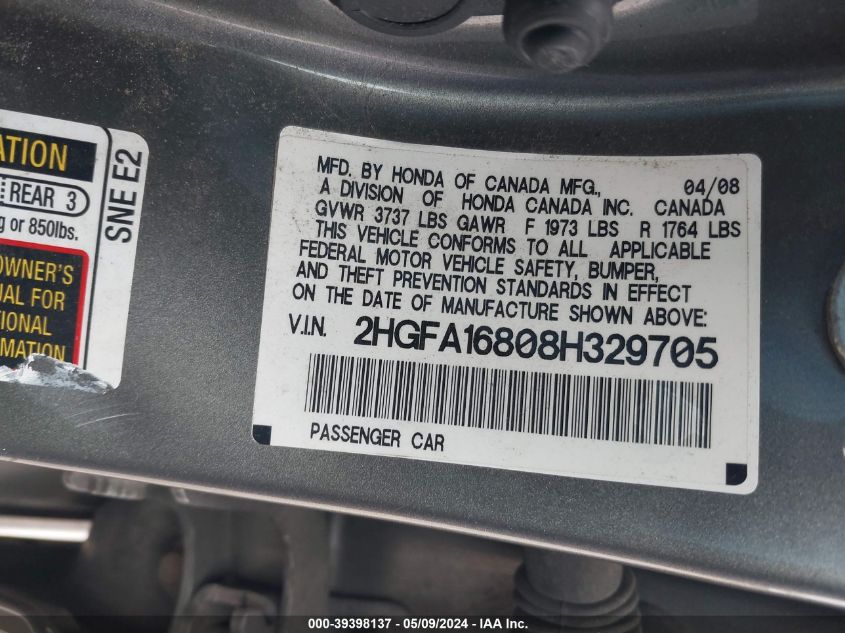 ATION
REAR 3
g or 850lbs.
OWNER'S
UAL FOR
TIONAL
MATION
SNE E2
MFD. BY HONDA OF CANADA MFG., 04/08
A DIVISION OF HONDA CANADA INC. CANADA
GVWR 3737 LBS GAWR F 1973 LBS R 1764 LBS
THIS VEHICLE CONFORMS TO ALL APPLICABLE
FEDERAL MOTOR VEHICLE SAFETY, BUMPER,
AND THEFT PREVENTION STANDARDS IN EFFECT
ON THE DATE OF MANUFACTURE SHOWN ABOVE:
V.I.N. 2HGFA16808H329705
PASSENGER CAR
000-39398137 - 05/09/2024 - IAA Inc.